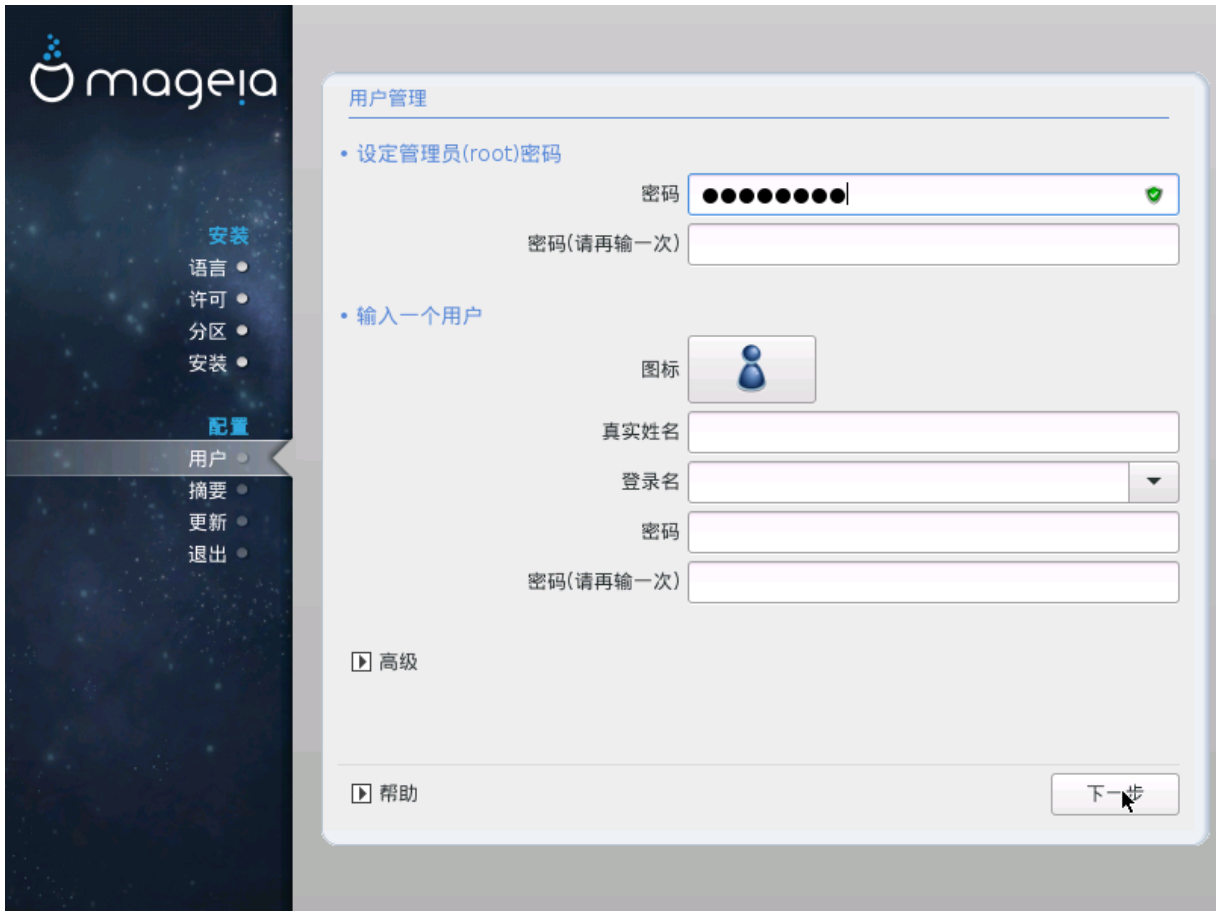 mageia
安装
语言
许可
分区
安装
配置
用户
摘要
更新
退出
用户管理
• 设定管理员(root)密码
密码 ●●●●●●●●
密码(请再输一次)
• 输入一个用户
图标
真实姓名
登录名
密码
密码(请再输一次)
高级
帮助
下一步